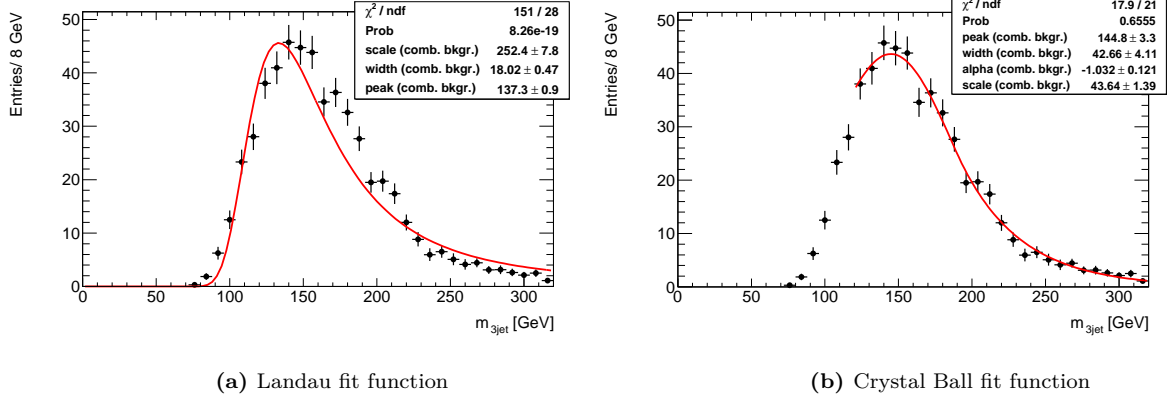 χ² / ndf 151 / 28
Prob 8.26e-19
scale (comb. bkgr.) 252.4 ± 7.8
width (comb. bkgr.) 18.02 ± 0.47
peak (comb. bkgr.) 137.3 ± 0.9
Entries/ 8 GeV
50
40
30
20
10
0
0 50 100 150 200 250 300
m3jet [GeV]
(a) Landau fit function
χ² / ndf 17.9 / 21
Prob 0.6555
peak (comb. bkgr.) 144.8 ± 3.3
width (comb. bkgr.) 42.66 ± 4.11
alpha (comb. bkgr.) -1.032 ± 0.121
scale (comb. bkgr.) 43.64 ± 1.39
Entries/ 8 GeV
50
40
30
20
10
0
0 50 100 150 200 250 300
m3jet [GeV]
(b) Crystal Ball fit function